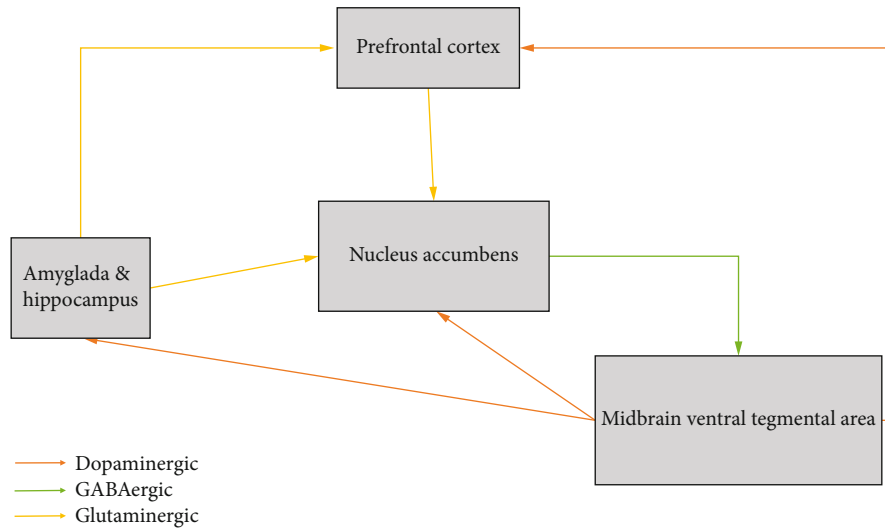 Prefrontal cortex
Nucleus accumbens
Amyglada &
hippocampus
Midbrain ventral tegmental area
Dopaminergic
GABAergic
Glutaminergic